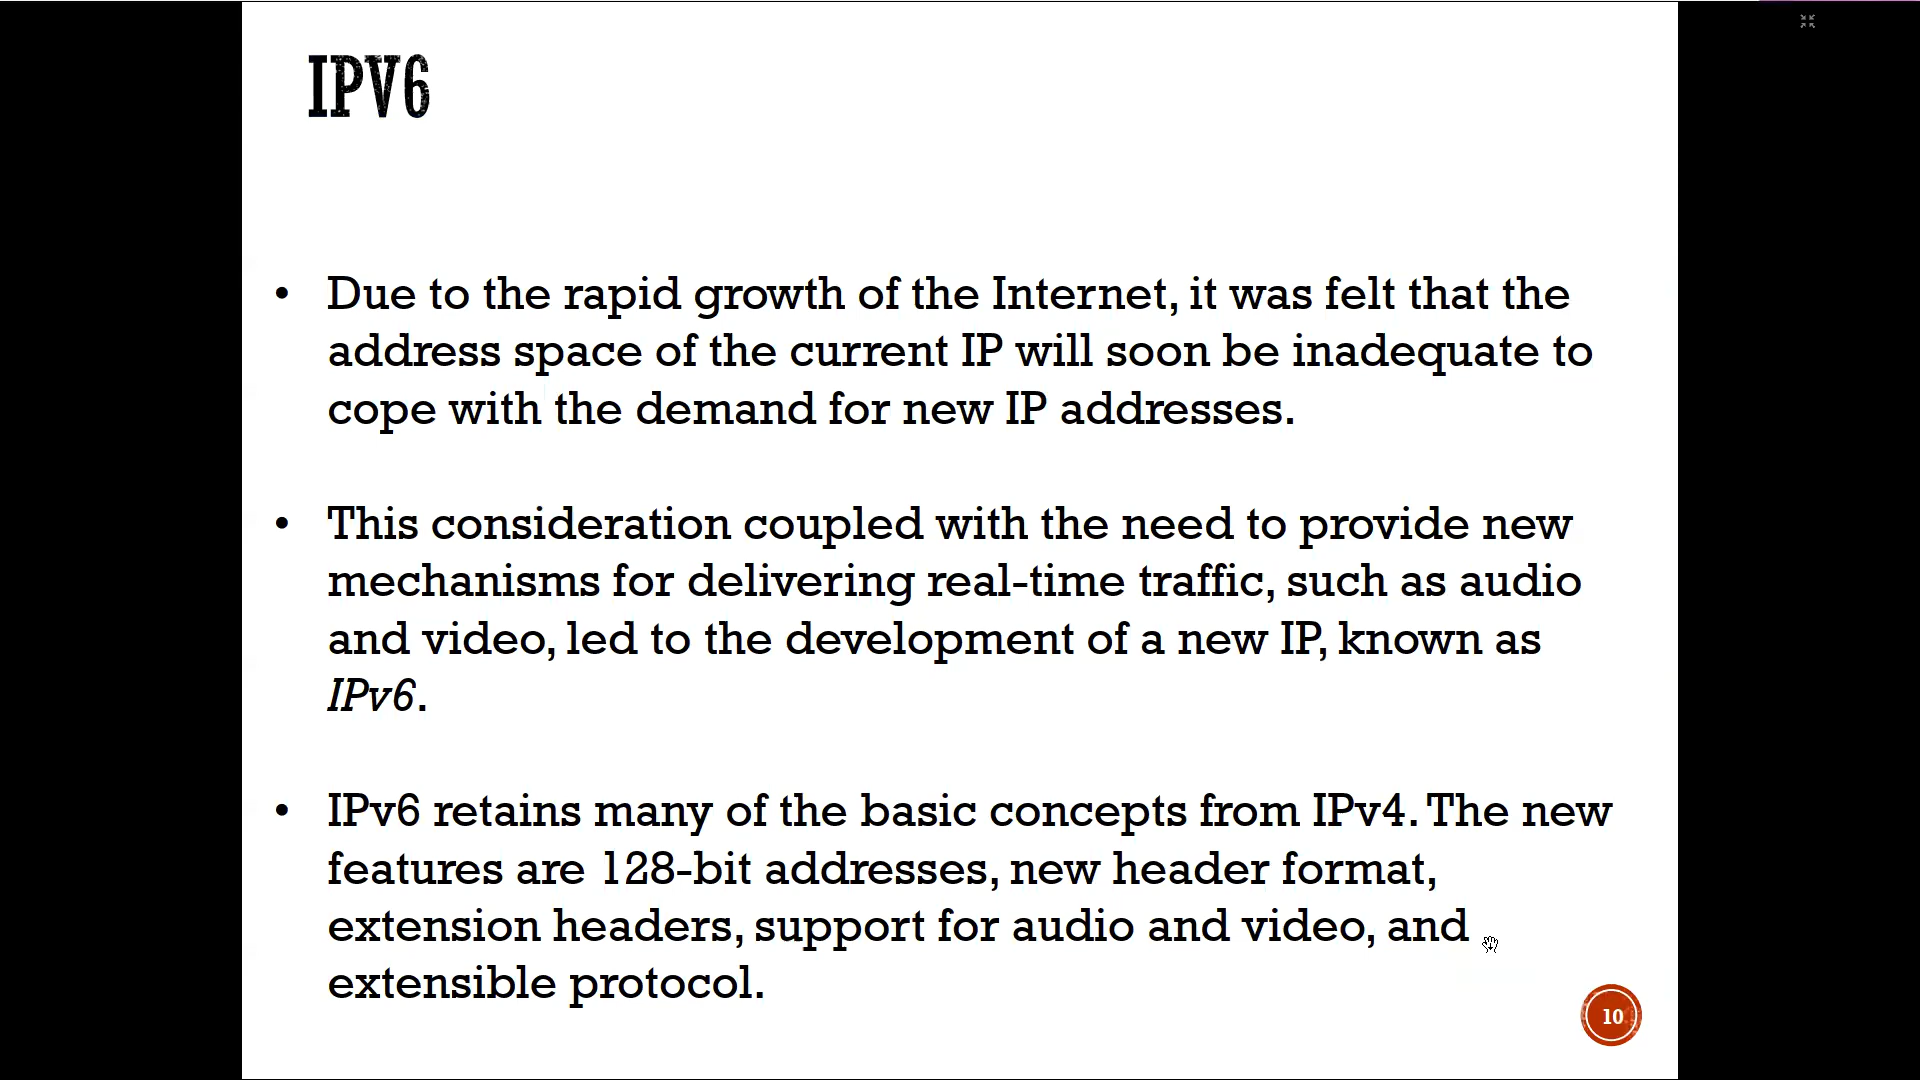 IPV6
• Due to the rapid growth of the Internet, it was felt that the
address space of the current IP will soon be inadequate to
cope with the demand for new IP addresses.
• This consideration coupled with the need to provide new
mechanisms for delivering real-time traffic, such as audio
and video, led to the development of a new IP, known as
IPv6.
• IPv6 retains many of the basic concepts from IPv4. The new
features are 128-bit addresses, new header format,
extension headers, support for audio and video, and
extensible protocol.
10